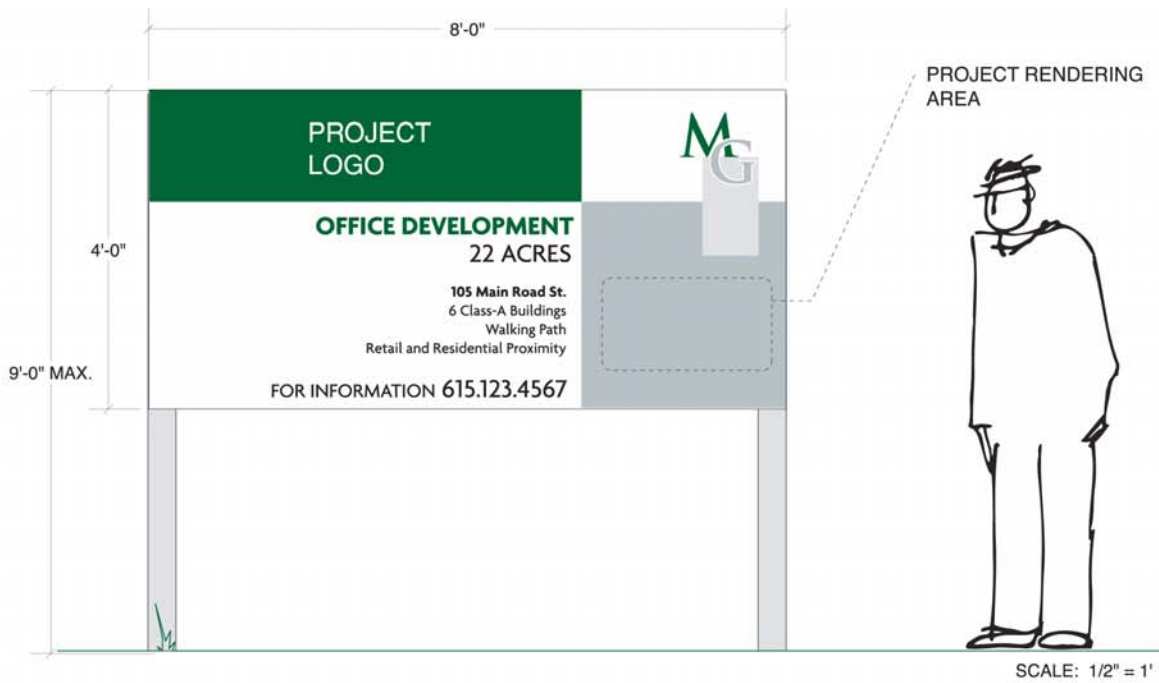 8'-0"
PROJECT RENDERING
AREA
PROJECT
LOGO
MG
OFFICE DEVELOPMENT
22 ACRES
4'-0"
105 Main Road St.
6 Class-A Buildings
Walking Path
Retail and Residential Proximity
9'-0" MAX.
FOR INFORMATION 615.123.4567
SCALE: 1/2" = 1'